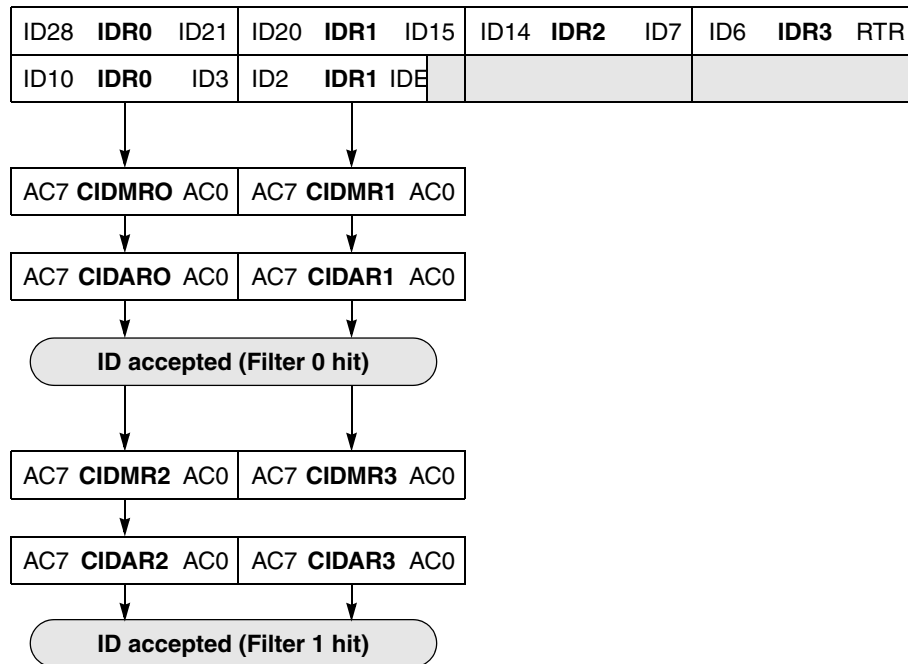 ID28 IDR0 ID21 ID20 IDR1 ID15 ID14 IDR2 ID7 ID6 IDR3 RTR
ID10 IDR0 ID3 ID2 IDR1 IDE
AC7 CIDMRO AC0 AC7 CIDMR1 AC0
AC7 CIDARO AC0 AC7 CIDAR1 AC0
ID accepted (Filter 0 hit)
AC7 CIDMR2 AC0 AC7 CIDMR3 AC0
AC7 CIDAR2 AC0 AC7 CIDAR3 AC0
ID accepted (Filter 1 hit)